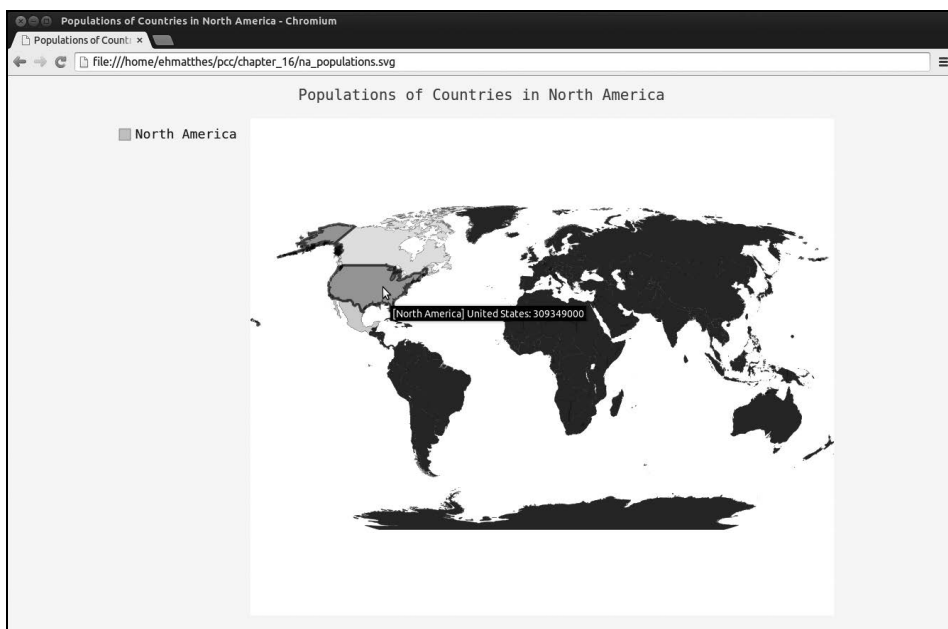 Populations of Countries in North America - Chromium
Populations of Countr
file:///home/ehmatthes/pcc/chapter_16/na_populations.svg
Populations of Countries in North America
North America
[North America] United States: 309349000